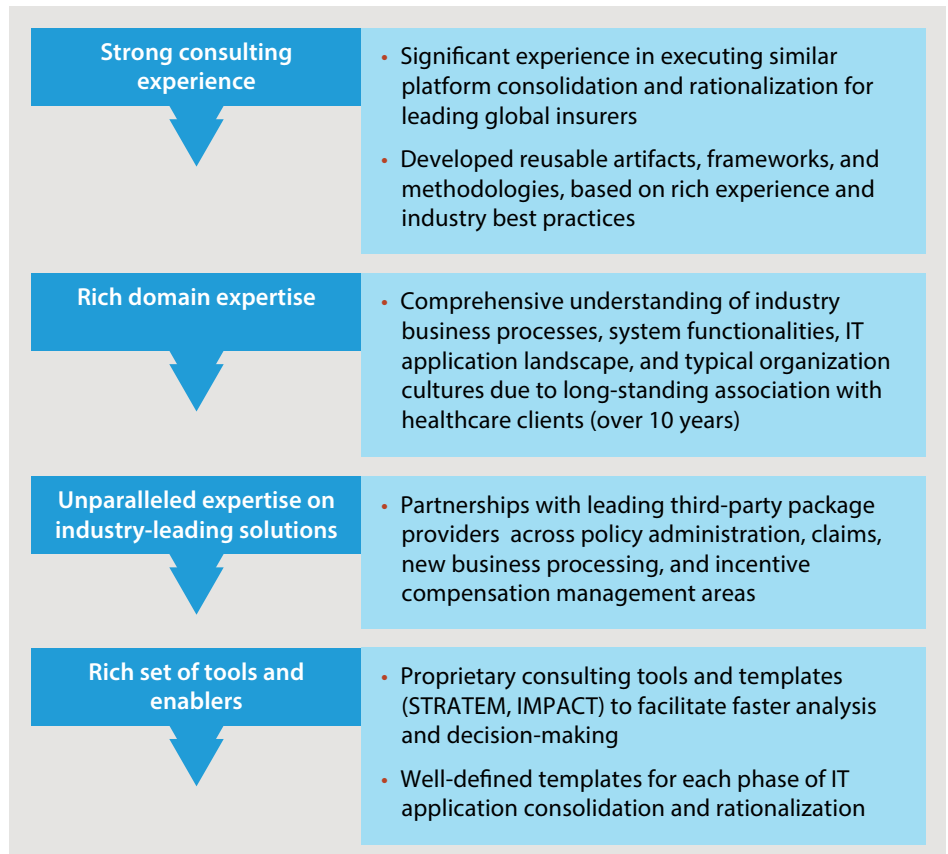 Strong consulting
experience
• Significant experience in executing similar
platform consolidation and rationalization for
leading global insurers
• Developed reusable artifacts, frameworks, and
methodologies, based on rich experience and
industry best practices
Rich domain expertise
• Comprehensive understanding of industry
business processes, system functionalities, IT
application landscape, and typical organization
cultures due to long-standing association with
healthcare clients (over 10 years)
Unparalleled expertise on
industry-leading solutions
• Partnerships with leading third-party package
providers across policy administration, claims,
new business processing, and incentive
compensation management areas
Rich set of tools and
enablers
• Proprietary consulting tools and templates
(STRATEM, IMPACT) to facilitate faster analysis
and decision-making
• Well-defined templates for each phase of IT
application consolidation and rationalization